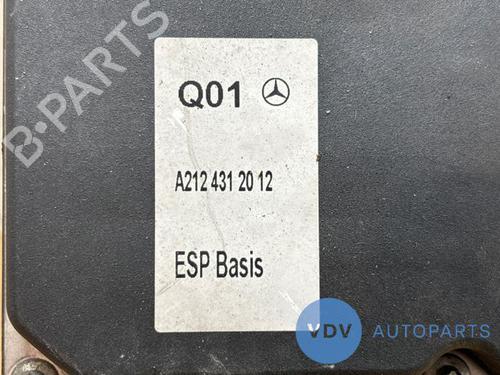 B-PARTS
Q01
A212 431 20 12
ESP Basis
VDV AUTOPARTS